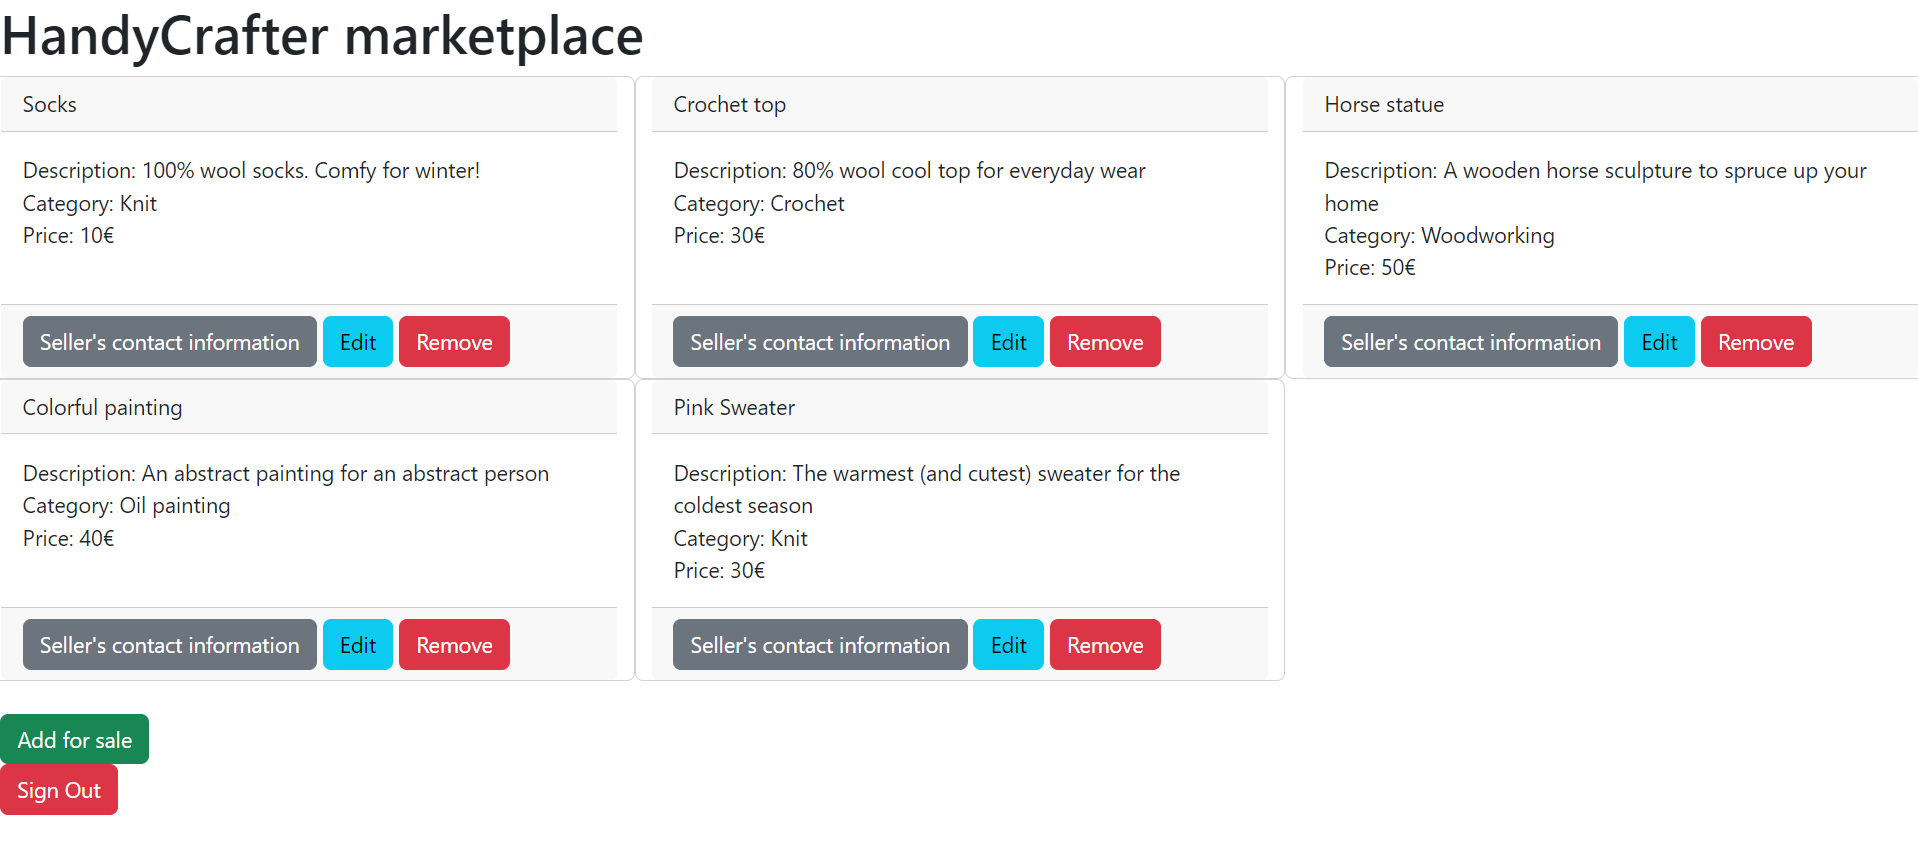 HandyCrafter marketplace
Socks
Description: 100% wool socks. Comfy for winter!
Category: Knit
Price: 10€
Seller's contact information Edit Remove
Crochet top
Description: 80% wool cool top for everyday wear
Category: Crochet
Price: 30€
Seller's contact information Edit Remove
Horse statue
Description: A wooden horse sculpture to spruce up your
home
Category: Woodworking
Price: 50€
Seller's contact information Edit Remove
Colorful painting
Description: An abstract painting for an abstract person
Category: Oil painting
Price: 40€
Seller's contact information Edit Remove
Pink Sweater
Description: The warmest (and cutest) sweater for the
coldest season
Category: Knit
Price: 30€
Seller's contact information Edit Remove
Add for sale
Sign Out